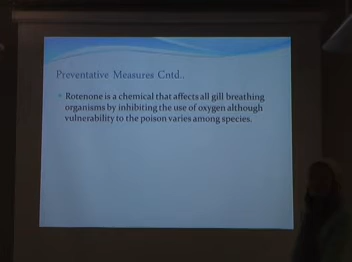 Preventative Measures Cntd..
Rotenone is a chemical that affects all gill breathing
organisms by inhibiting the use of oxygen although
vulnerability to the poison varies among species.